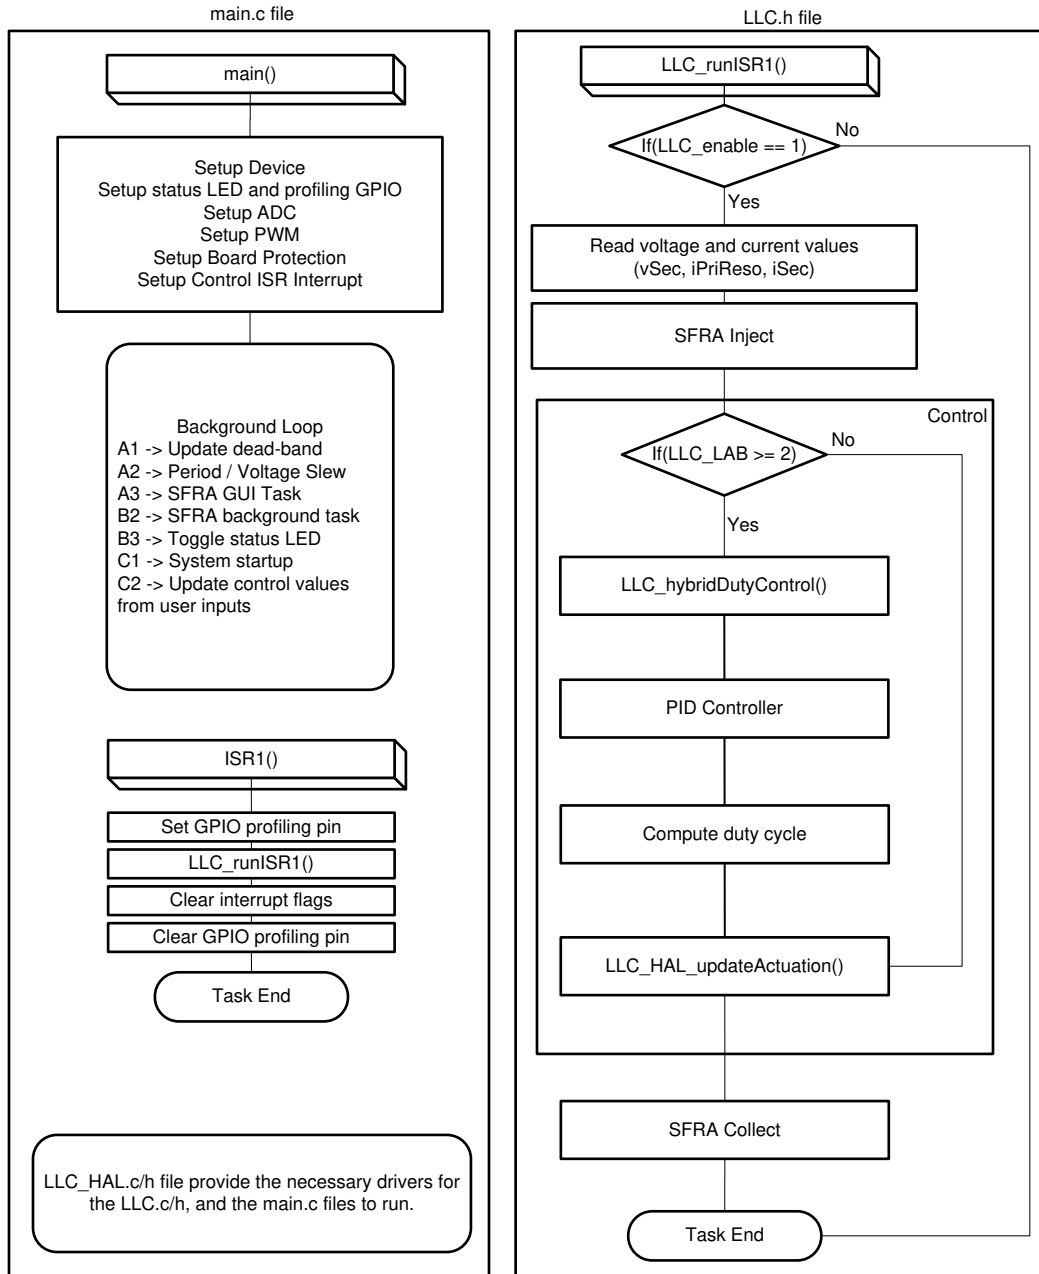 main.c file
main()
Setup Device
Setup status LED and profiling GPIO
Setup ADC
Setup PWM
Setup Board Protection
Setup Control ISR Interrupt
Background Loop
A1 -> Update dead-band
A2 -> Period / Voltage Slew
A3 -> SFRA GUI Task
B2 -> SFRA background task
B3 -> Toggle status LED
C1 -> System startup
C2 -> Update control values
from user inputs
ISR1()
Set GPIO profiling pin
LLC_runISR1()
Clear interrupt flags
Clear GPIO profiling pin
Task End
LLC_HAL.c/h file provide the necessary drivers for
the LLC.c/h, and the main.c files to run.
LLC.h file
LLC_runISR1()
If(LLC_enable == 1)
No
Yes
Read voltage and current values
(vSec, iPriReso, iSec)
SFRA Inject
Control
If(LLC_LAB >= 2)
No
Yes
LLC_hybridDutyControl()
PID Controller
Compute duty cycle
LLC_HAL_updateActuation()
SFRA Collect
Task End